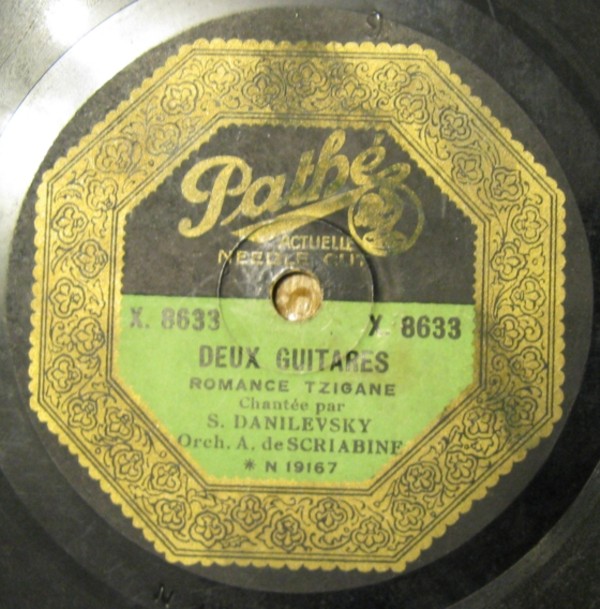 Pathé
ACTUELLE
NEEDLE CUT
X. 8633 X. 8633
DEUX GUITARES
ROMANCE TZIGANE
Chantée par
S. DANILEVSKY
Orch. A. de SCRIABINE
* N 19167